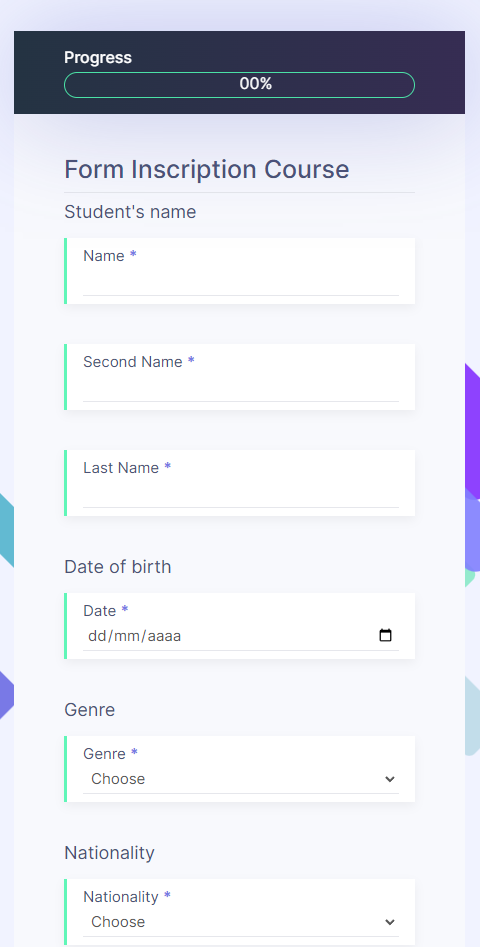 Progress
00%
Form Inscription Course
Student's name
Name *
Second Name *
Last Name *
Date of birth
Date *
dd/mm/aaaa
Genre
Genre *
Choose
Nationality
Nationality *
Choose